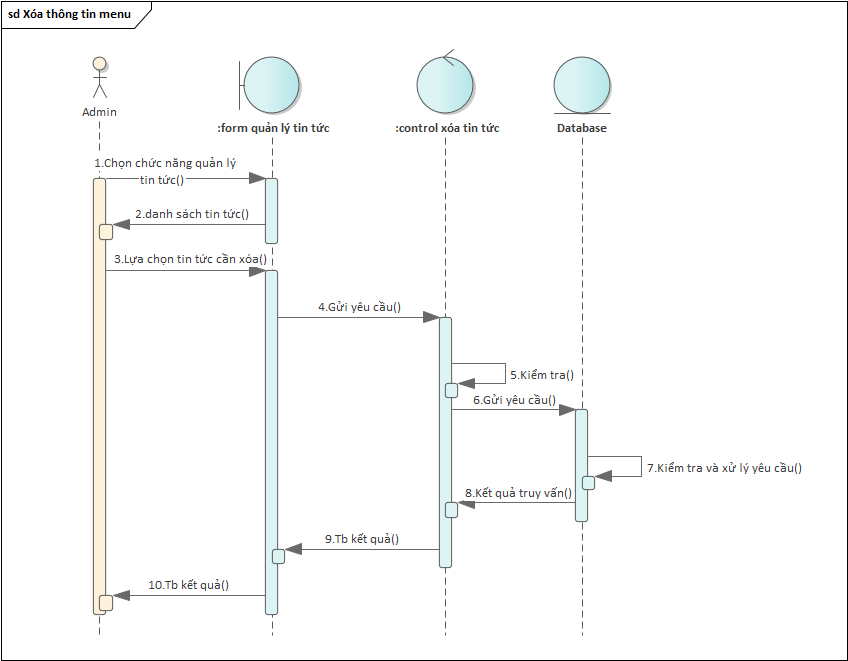 sd Xóa thông tin menu
Admin
:form quản lý tin tức
:control xóa tin tức
Database
1.Chọn chức năng quản lý
tin tức()
2.danh sách tin tức()
3.Lựa chọn tin tức cần xóa()
4.Gửi yêu cầu()
5.Kiểm tra()
6.Gửi yêu cầu()
7.Kiểm tra và xử lý yêu cầu()
8.Kết quả truy vấn()
9.Tb kết quả()
10.Tb kết quả()